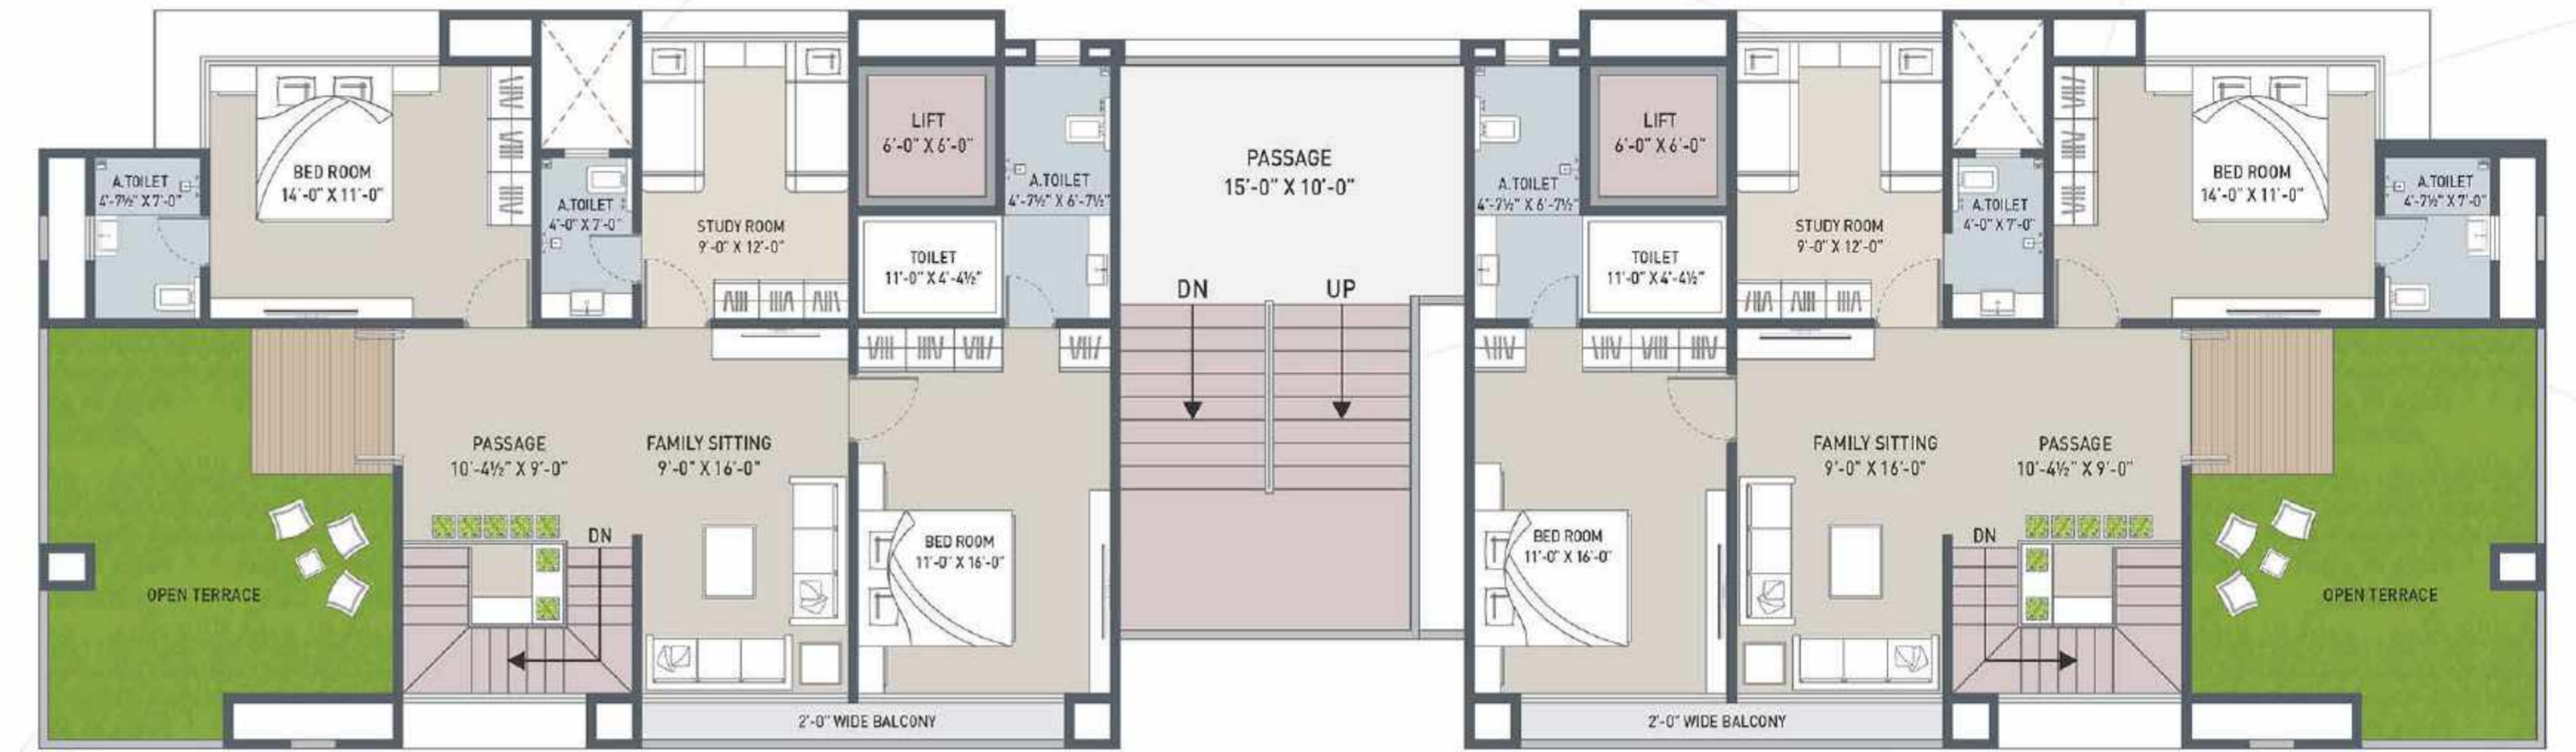 A.TOILET
4'-7½" X 7'-0"
BED ROOM
14'-0" X 11'-0"
A.TOILET
4'-0" X 7'-0"
STUDY ROOM
9'-0" X 12'-0"
LIFT
6'-0" X 6'-0"
TOILET
11'-0" X 4'-4½"
A.TOILET
4'-7½" X 6'-7½"
PASSAGE
15'-0" X 10'-0"
DN
UP
A.TOILET
4'-7½" X 6'-7½"
LIFT
6'-0" X 6'-0"
TOILET
11'-0" X 4'-4½"
STUDY ROOM
9'-0" X 12'-0"
A.TOILET
4'-0" X 7'-0"
BED ROOM
14'-0" X 11'-0"
A.TOILET
4'-7½" X 7'-0"
PASSAGE
10'-4½" X 9'-0"
FAMILY SITTING
9'-0" X 16'-0"
FAMILY SITTING
9'-0" X 16'-0"
PASSAGE
10'-4½" X 9'-0"
OPEN TERRACE
DN
BED ROOM
11'-0" X 16'-0"
BED ROOM
11'-0" X 16'-0"
DN
OPEN TERRACE
2'-0" WIDE BALCONY
2'-0" WIDE BALCONY